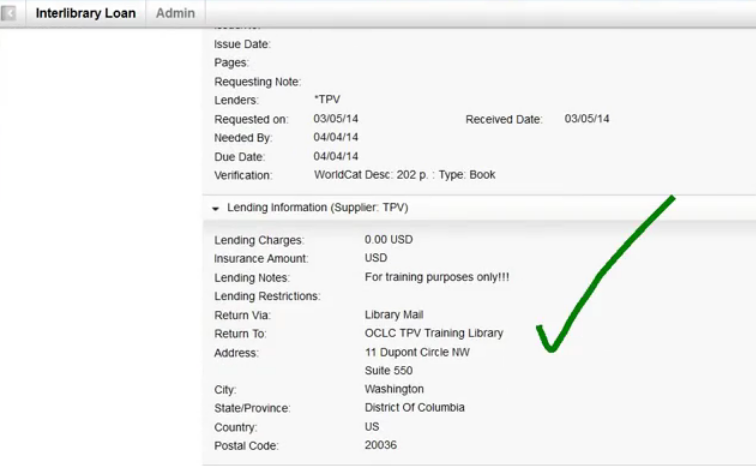 Interlibrary Loan Admin
Issue Date:
Pages:
Requesting Note:
Lenders: *TPV
Requested on: 03/05/14 Received Date: 03/05/14
Needed By: 04/04/14
Due Date: 04/04/14
Verification: WorldCat Desc: 202 p. : Type: Book
Lending Information (Supplier: TPV)
Lending Charges: 0.00 USD
Insurance Amount: USD
Lending Notes: For training purposes only!!!
Lending Restrictions:
Return Via: Library Mail
Return To: OCLC TPV Training Library
Address: 11 Dupont Circle NW
Suite 550
City: Washington
State/Province: District Of Columbia
Country: US
Postal Code: 20036